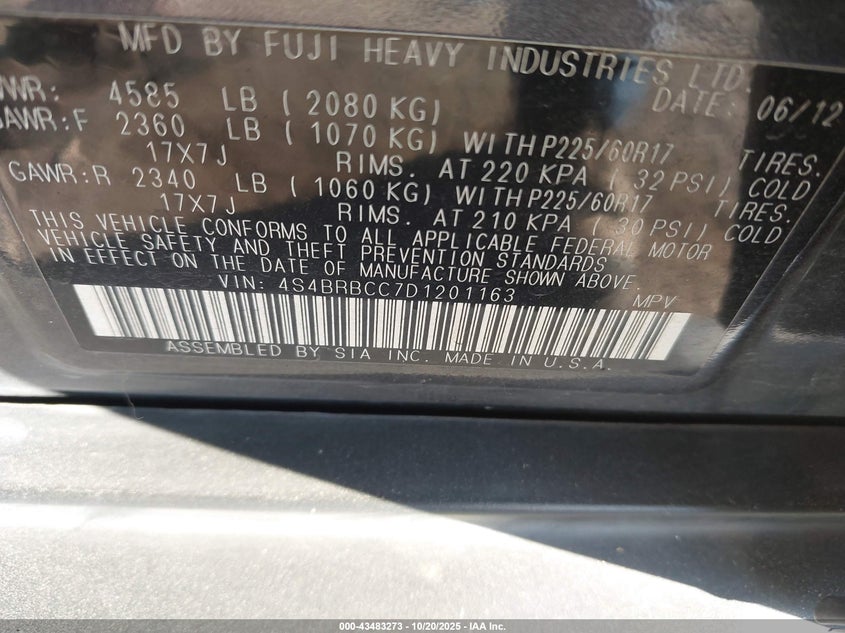 MFD BY FUJI HEAVY INDUSTRIES LTD.
DATE: 06/12
VWR: 4585 LB ( 2080 KG)
GAWR:F 2360 LB ( 1070 KG) WITH P225/60R17 TIRES.
17X7J RIMS. AT 220 KPA ( 32 PSI) COLD
GAWR:R 2340 LB ( 1060 KG) WITH P225/60R17 TIRES.
17X7J RIMS. AT 210 KPA ( 30 PSI) COLD
THIS VEHICLE CONFORMS TO ALL APPLICABLE FEDERAL MOTOR
VEHICLE SAFETY AND THEFT PREVENTION STANDARDS
IN EFFECT ON THE DATE OF MANUFACTURE SHOWN ABOVE.
VIN: 4S4BRBCC7D1201163 MPV
ASSEMBLED BY SIA INC. MADE IN U.S.A.
000-43483273 | 10/20/2025 - IAA Inc.